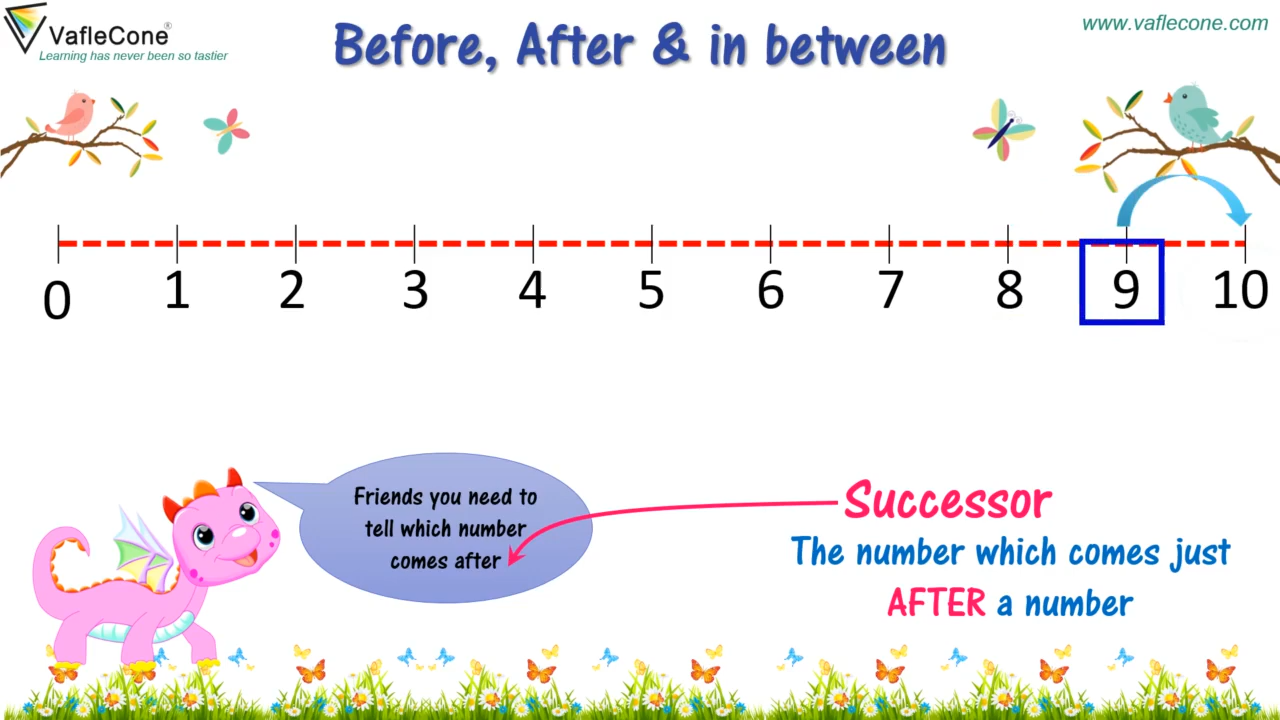 VafleCone®
Learning has never been so tastier
Before, After & in between
www.vaflecone.com
0 1 2 3 4 5 6 7 8 9 10
Friends you need to
tell which number
comes after
Successor
The number which comes just
AFTER a number